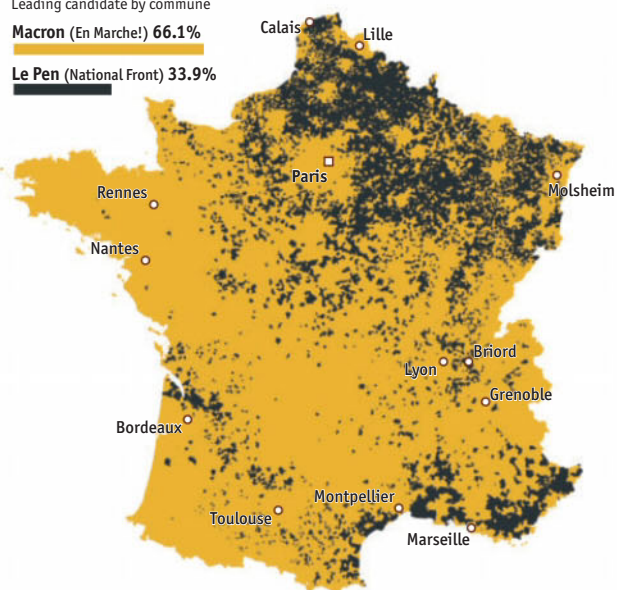 Leading candidate by commune
Macron (En Marche!) 66.1%
Le Pen (National Front) 33.9%
Calais
Lille
Paris
Molsheim
Rennes
Nantes
Briord
Lyon
Grenoble
Bordeaux
Montpellier
Toulouse
Marseille